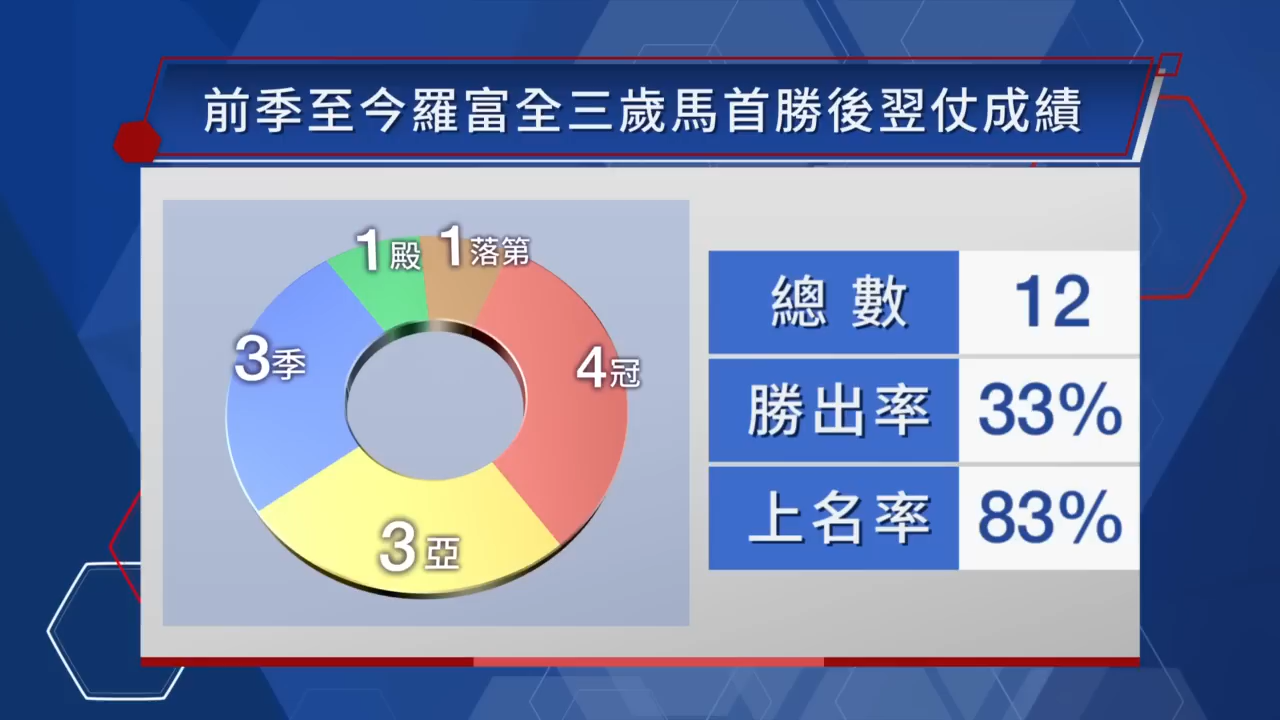 前季至今羅富全三歲馬首勝後翌仗成績
1殿
1落第
3季
4冠
3亞
總數 12
勝出率 33%
上名率 83%